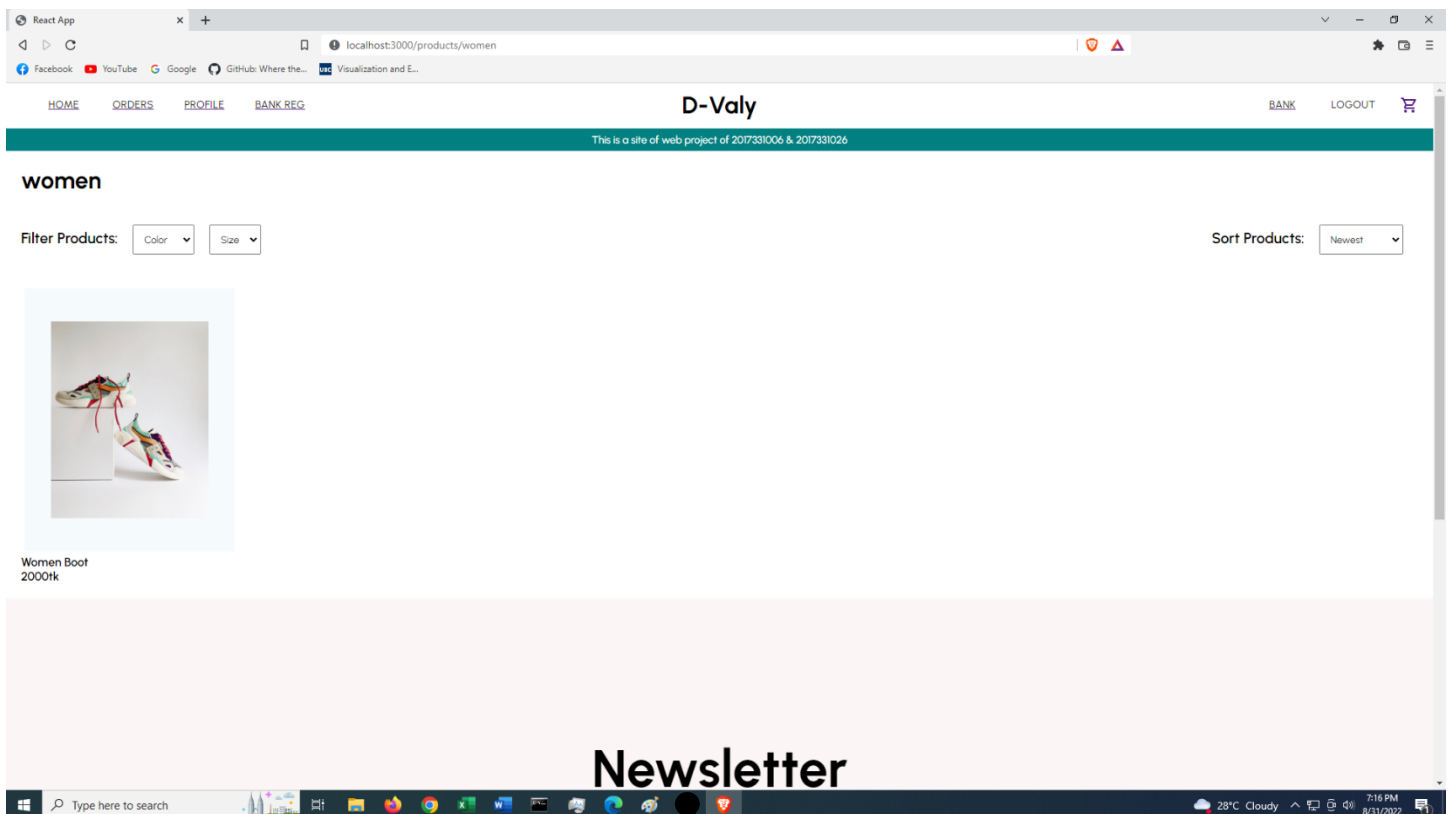 React App
localhost:3000/products/women
Facebook YouTube Google GitHub: Where the... UBC Visualization and E...
HOME ORDERS PROFILE BANK REG D-Valy BANK LOGOUT
This is a site of web project of 2017331006 & 2017331026
women
Filter Products: Color Size Sort Products: Newest
Women Boot
2000tk
Newsletter
Type here to search 28°C Cloudy 7:16 PM
8/31/2022